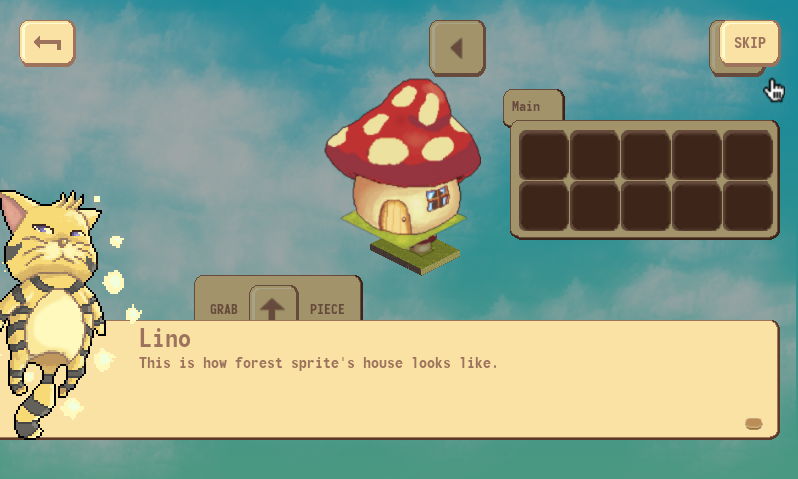 SKIP
Main
GRAB
PIECE
Lino
This is how forest sprite's house looks like.